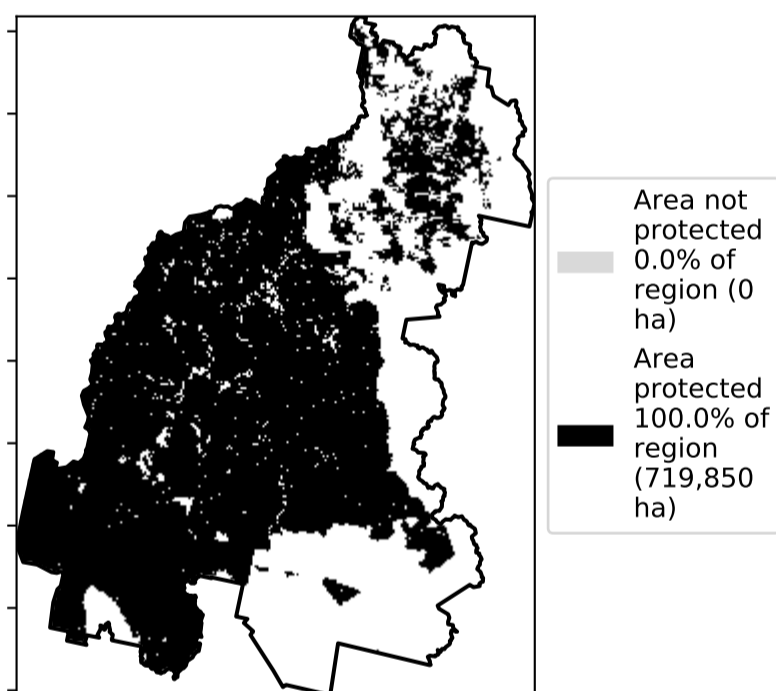 Area not
protected
0.0% of
region (0
ha)
Area
protected
100.0% of
region
(719,850
ha)